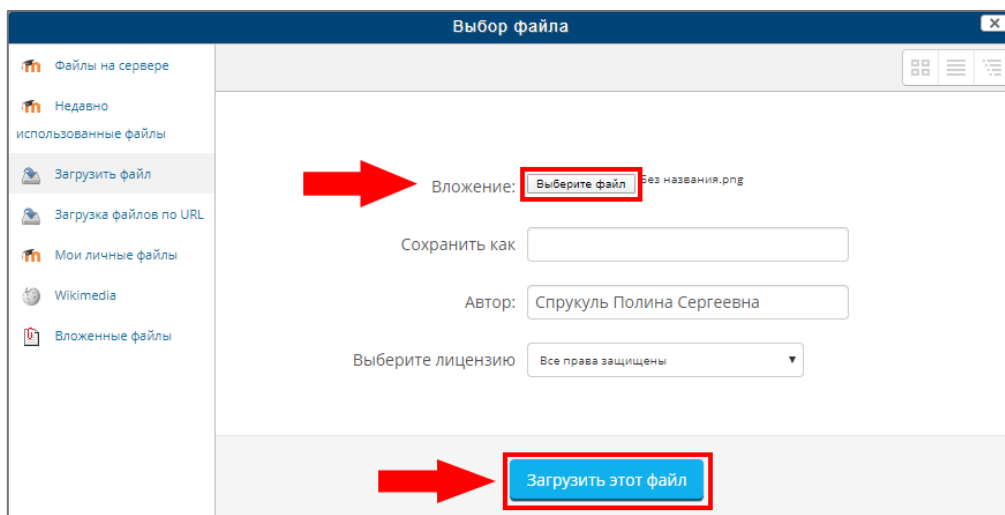 Выбор файла
Файлы на сервере
Недавно
использованные файлы
Загрузить файл
Загрузка файлов по URL
Мои личные файлы
Wikimedia
Вложенные файлы
Вложение: Выберите файл Без названия.png
Сохранить как
Автор: Спрукуль Полина Сергеевна
Выберите лицензию Все права защищены
Загрузить этот файл